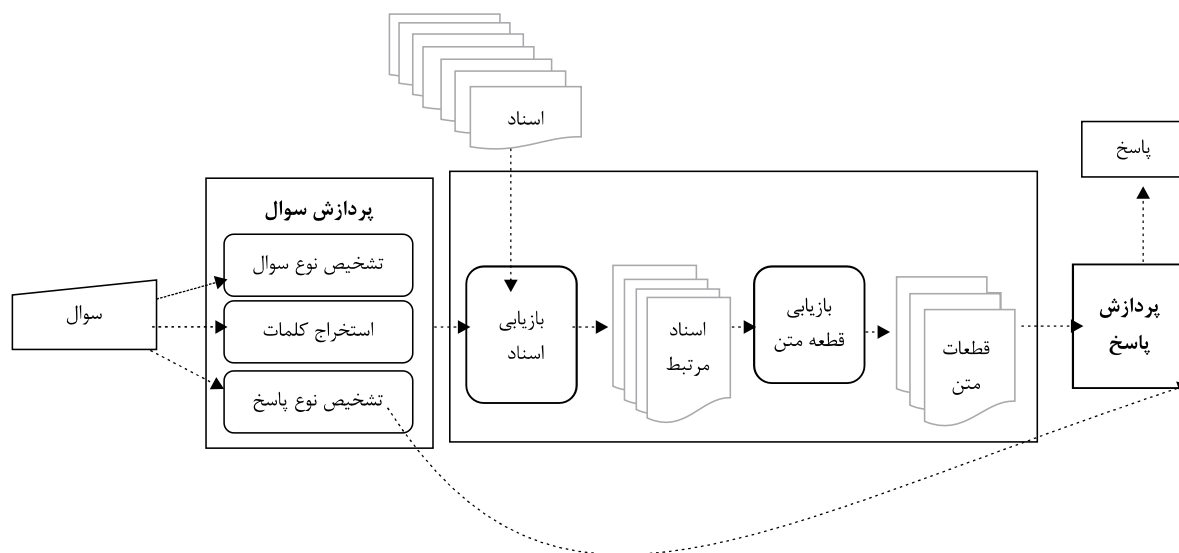 اسناد
پاسخ
پردازش سوال
تشخیص نوع سوال
سوال
استخراج کلمات
تشخیص نوع پاسخ
بازیابی
اسناد
اسناد
مرتبط
بازیابی
قطعه متن
قطعات
متن
پردازش
پاسخ